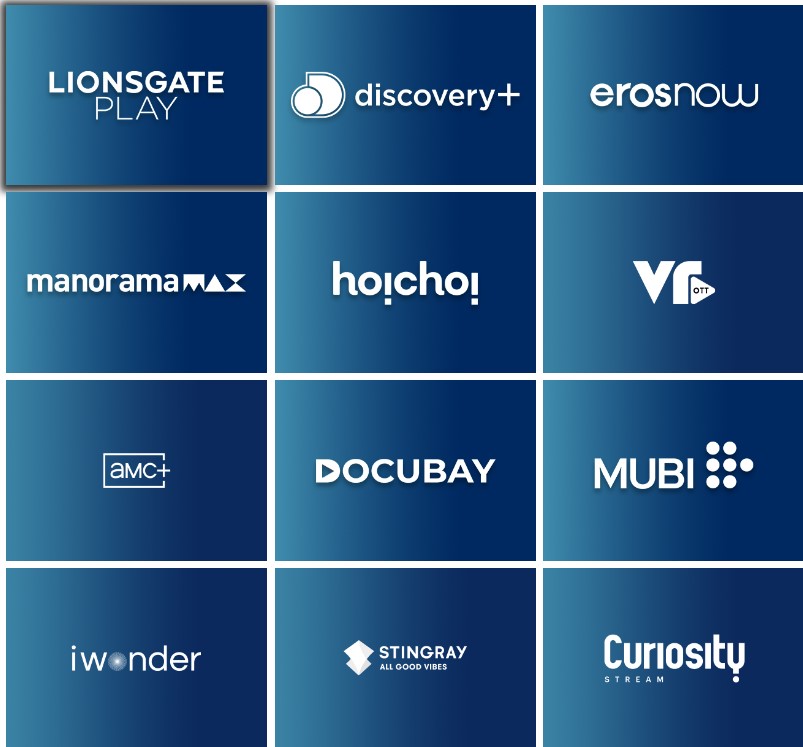 LIONSGATE
PLAY
discovery+
erosnow
manoramaMAX
hoichoi
vr
OTT
aMC+
DOCUBAY
MUBI
iwonder
STINGRAY
ALL GOOD VIBES
Curiosity
STREAM